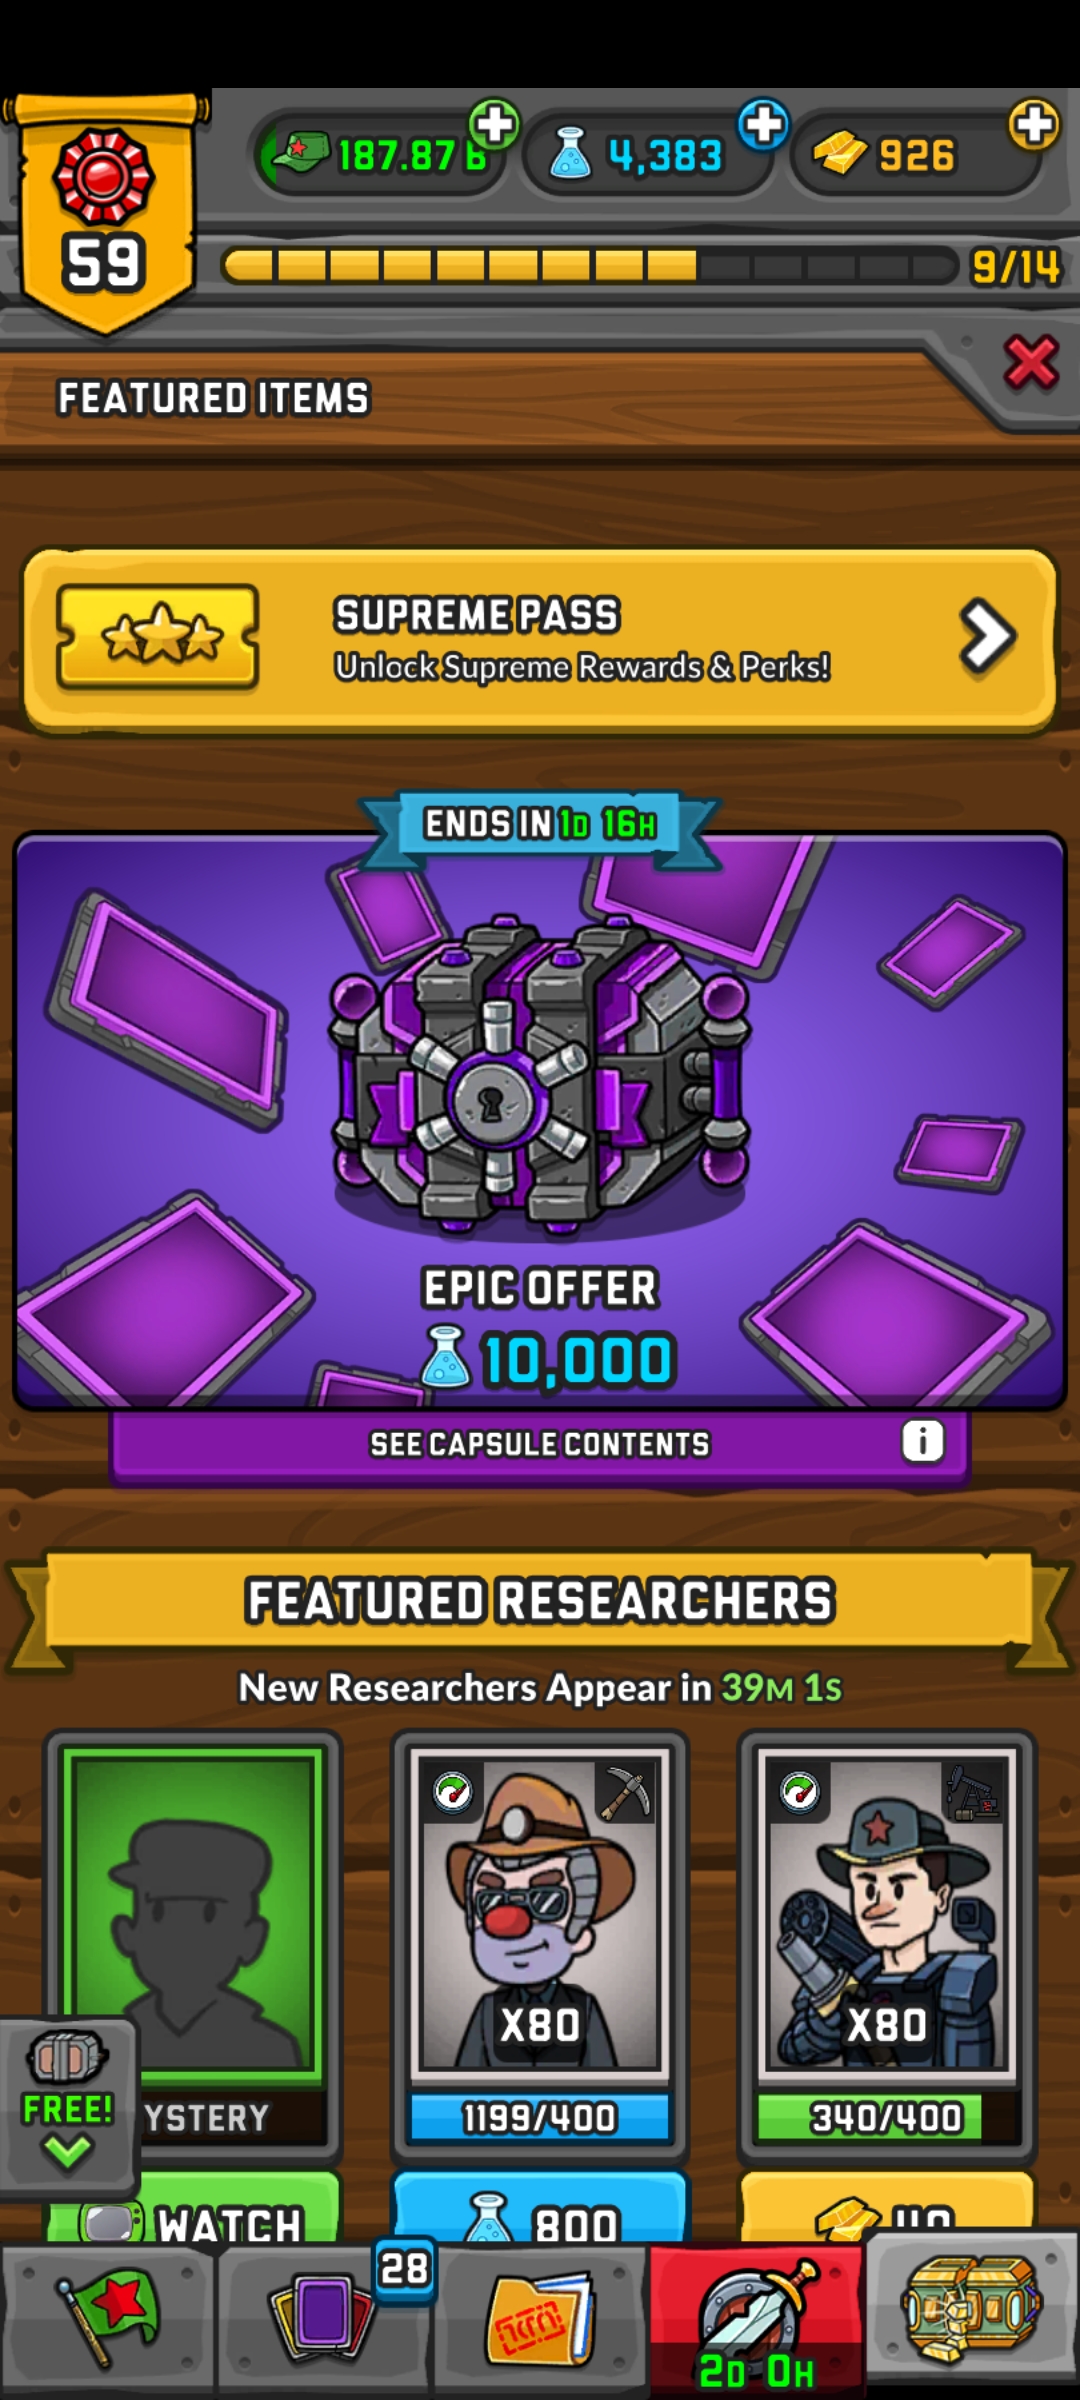 187.87 B
4,383
926
59
9/14
FEATURED ITEMS
SUPREME PASS
Unlock Supreme Rewards & Perks!
ENDS IN 1D 16H
EPIC OFFER
10,000
SEE CAPSULE CONTENTS
i
FEATURED RESEARCHERS
New Researchers Appear in 39M 1S
X80
X80
FREE!
YSTERY
1199/400
340/400
WATCH
800
40
28
2D 0H